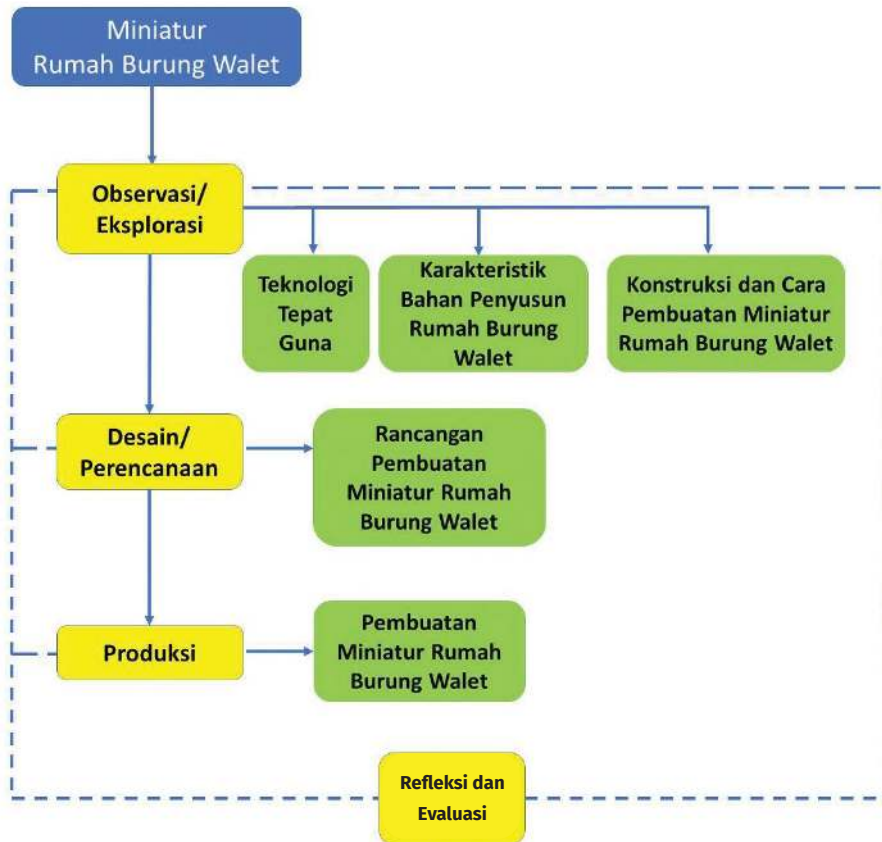 Miniatur
Rumah Burung Walet
Observasi/
Eksplorasi
Teknologi
Tepat
Guna
Karakteristik
Bahan Penyusun
Rumah Burung
Walet
Konstruksi dan Cara
Pembuatan Miniatur
Rumah Burung Walet
Desain/
Perencanaan
Rancangan
Pembuatan
Miniatur Rumah
Burung Walet
Produksi
Pembuatan
Miniatur Rumah
Burung Walet
Refleksi dan
Evaluasi